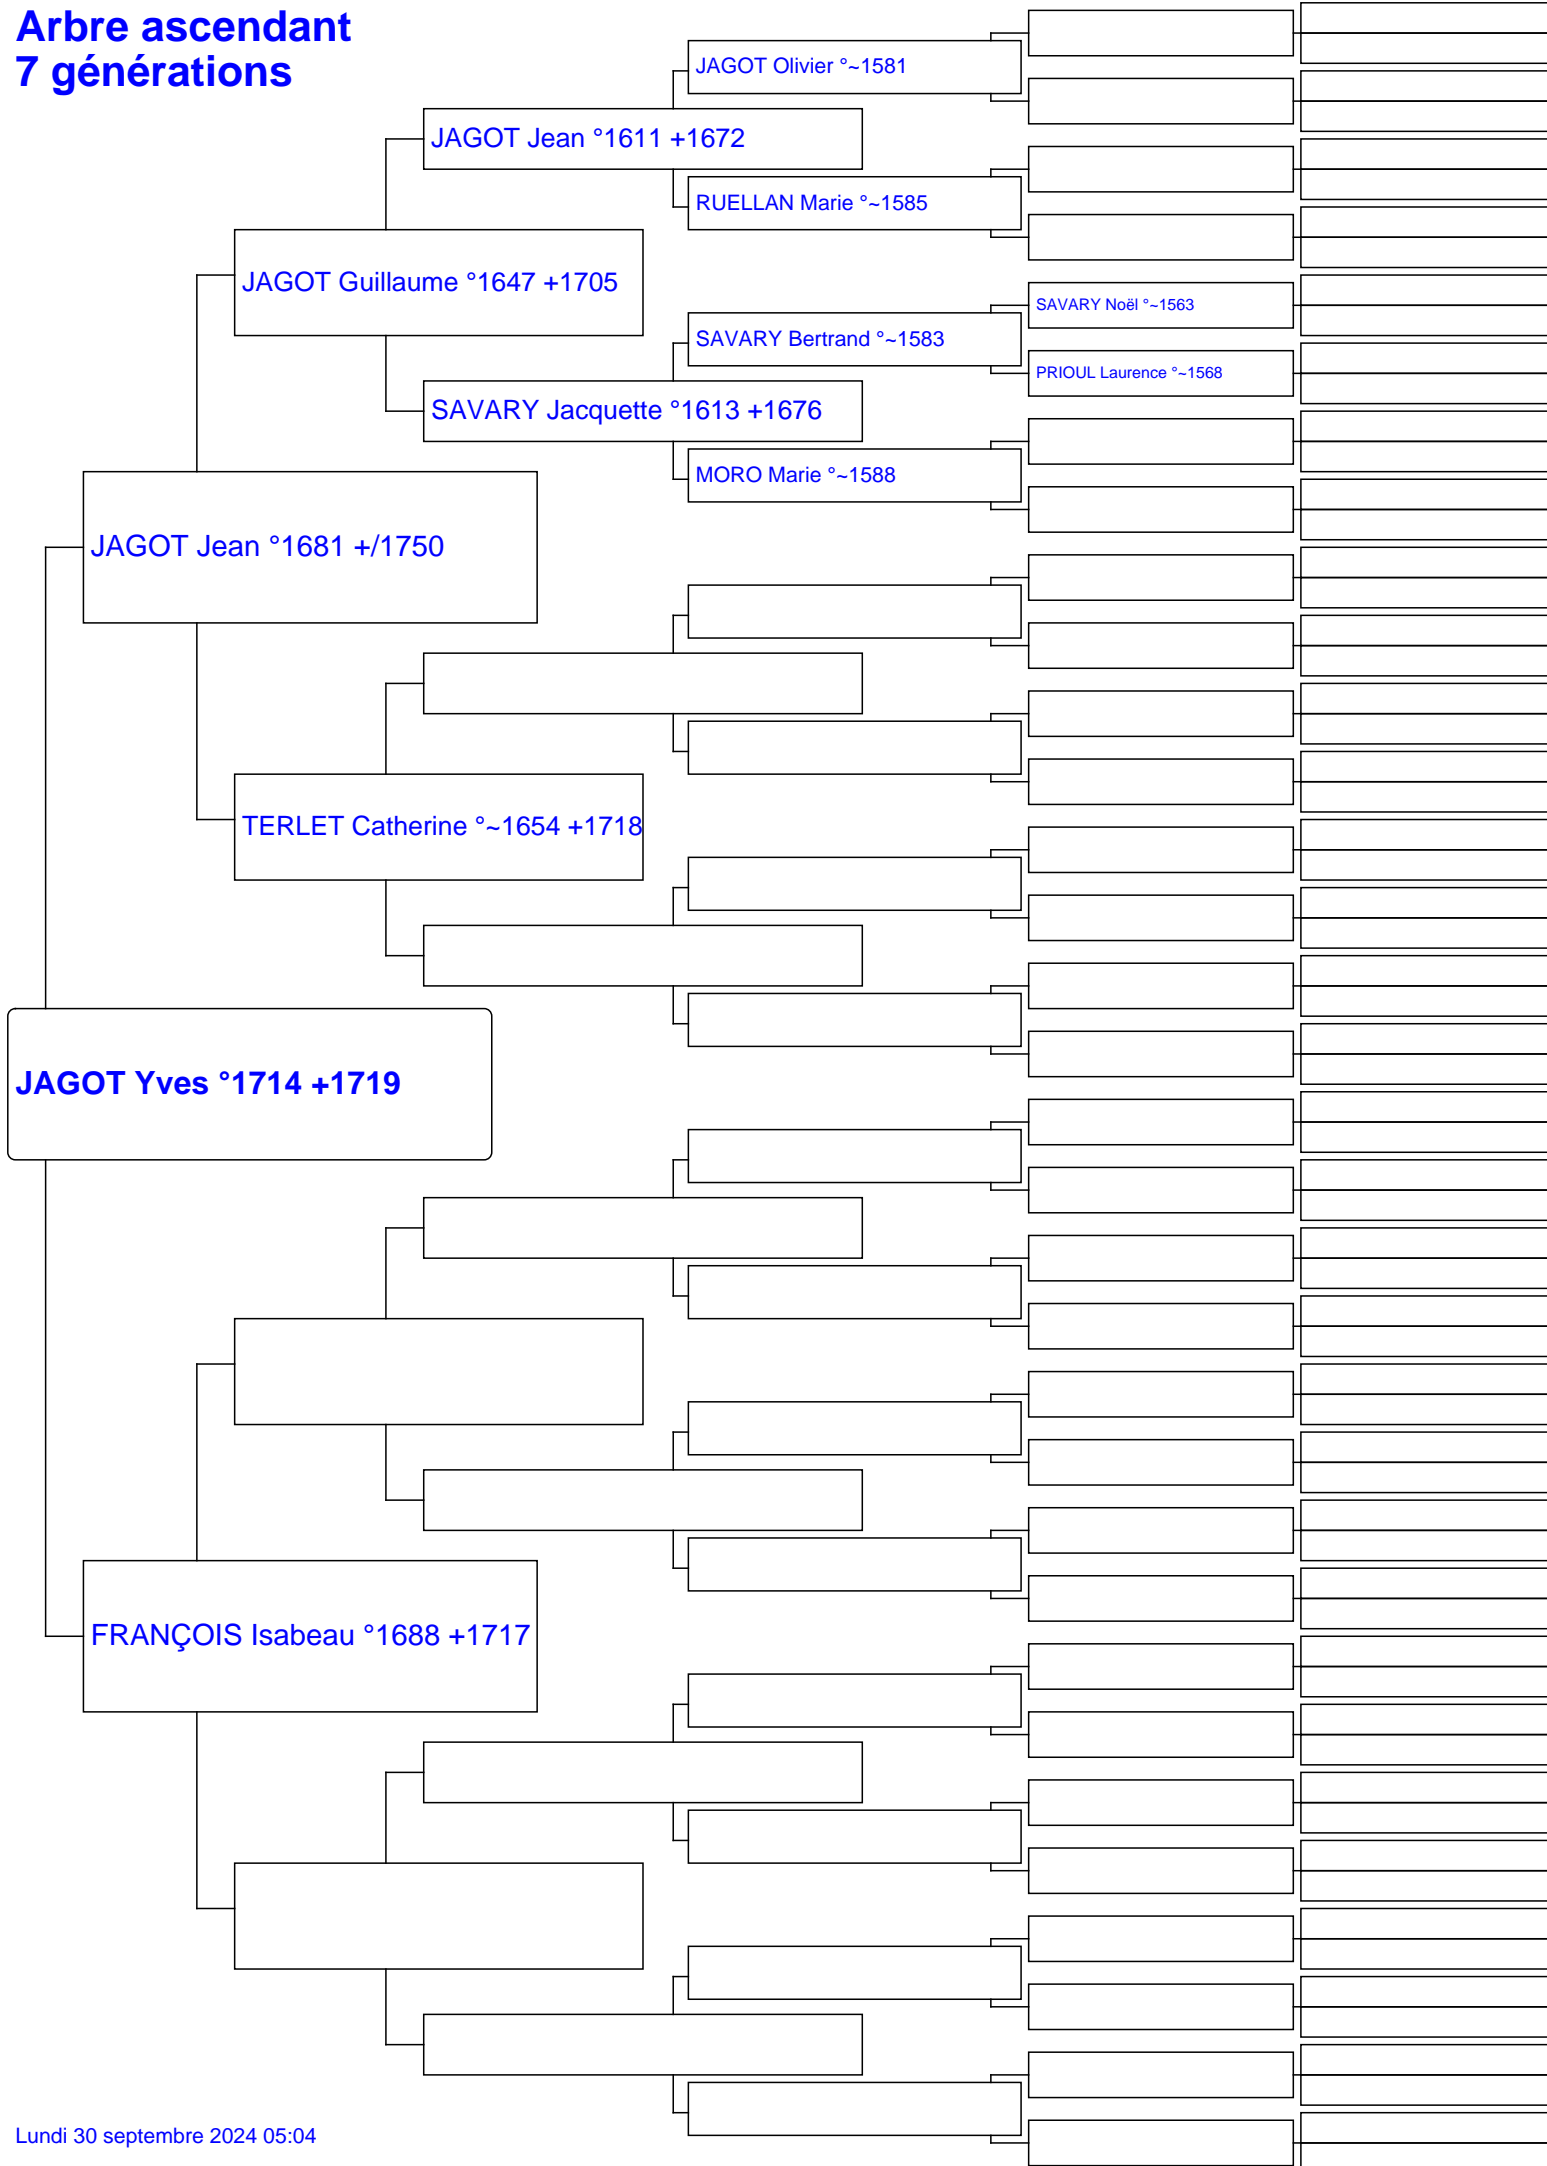 Arbre ascendant
7 générations
JAGOT Olivier °~1581
JAGOT Jean °1611 +1672
RUELLAN Marie °~1585
JAGOT Guillaume °1647 +1705
SAVARY Noël °~1563
SAVARY Bertrand °~1583
PRIOUL Laurence °~1568
SAVARY Jacquette °1613 +1676
MORO Marie °~1588
JAGOT Jean °1681 +/1750
TERLET Catherine °~1654 +1718
JAGOT Yves °1714 +1719
FRANÇOIS Isabeau °1688 +1717
Lundi 30 septembre 2024 05:04